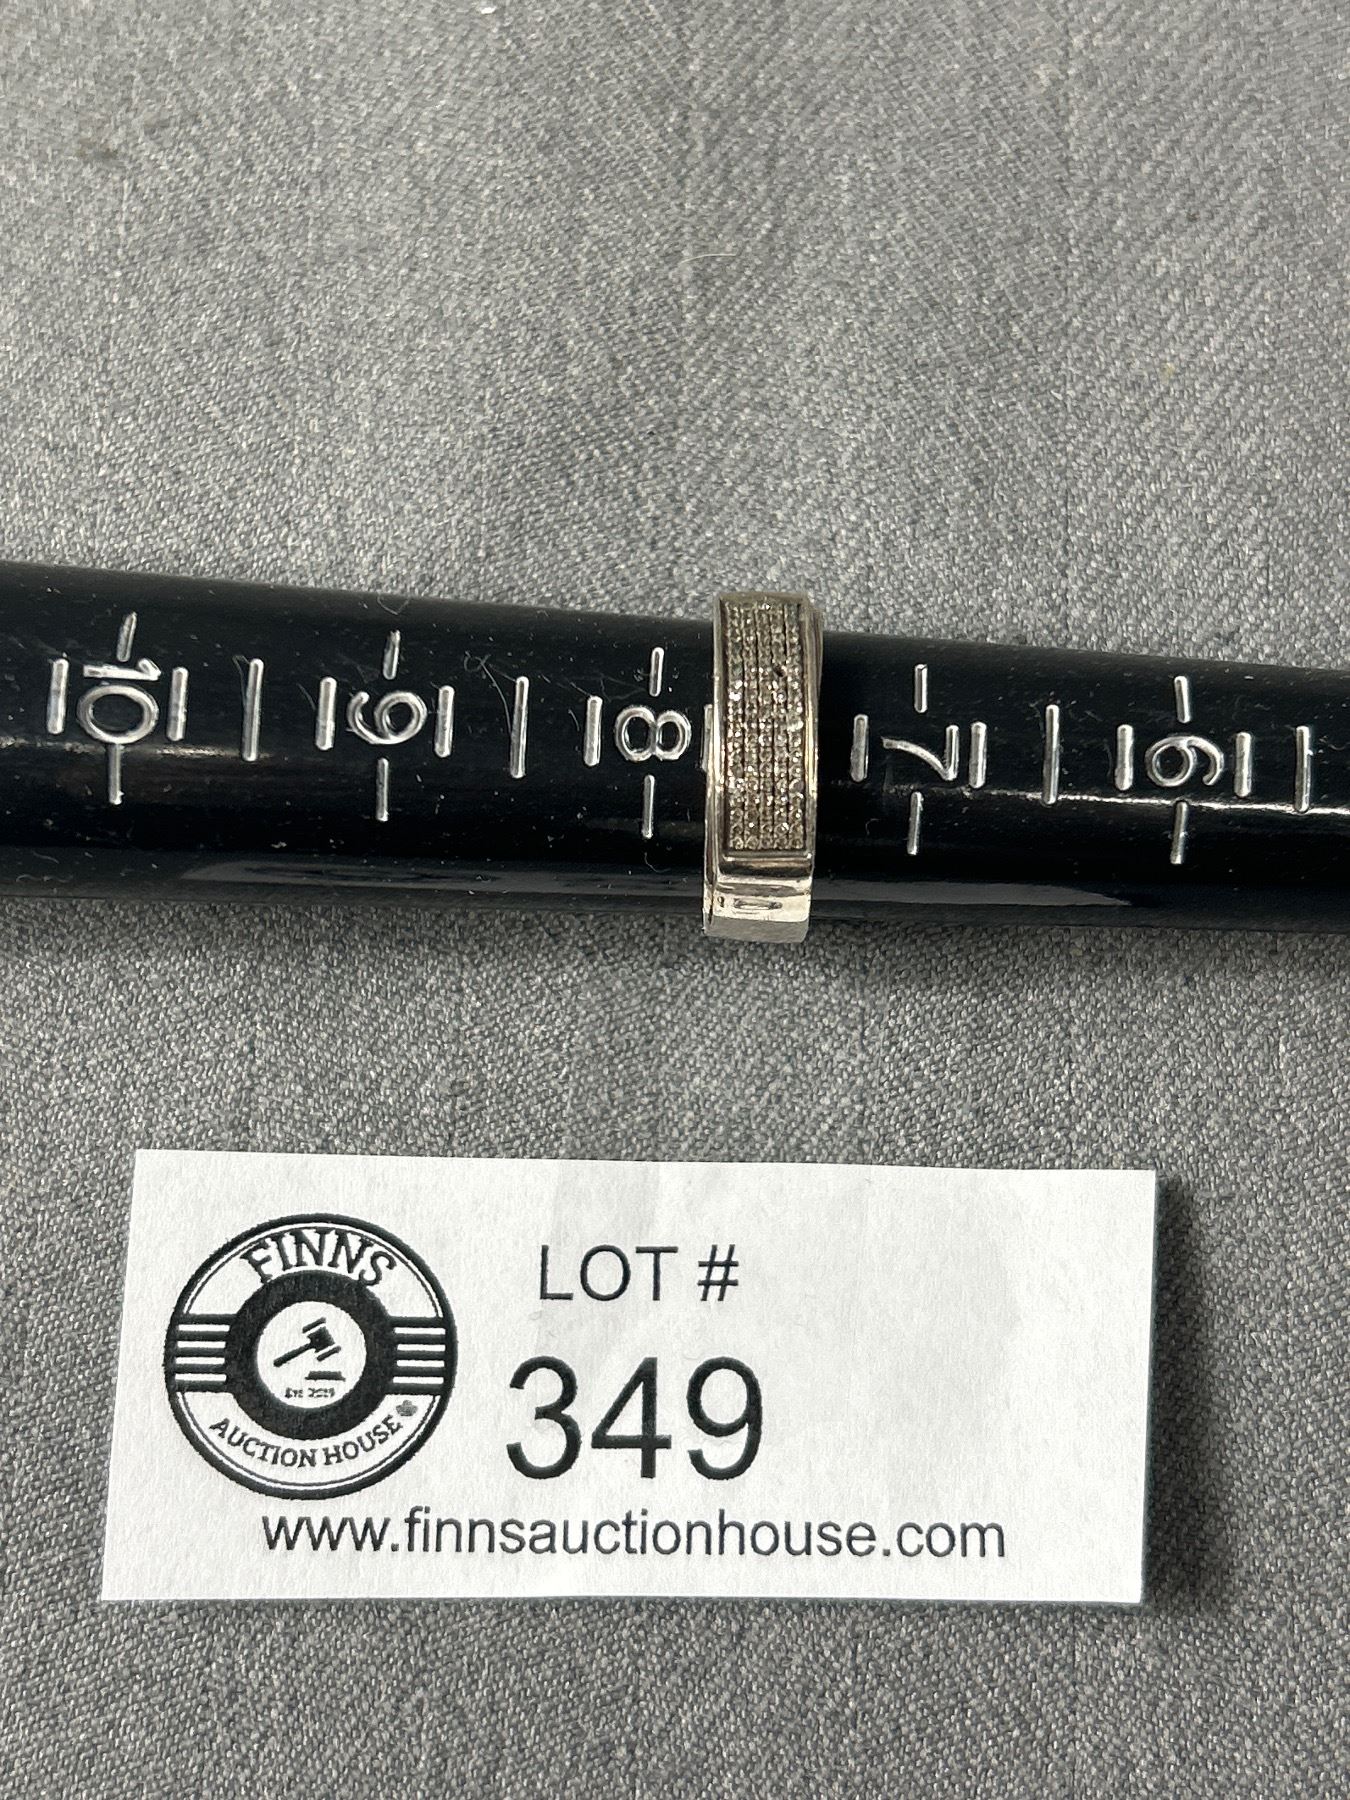 10 9 8 7 6
FINNS
AUCTION HOUSE
LOT #
349
www.finnsauctionhouse.com